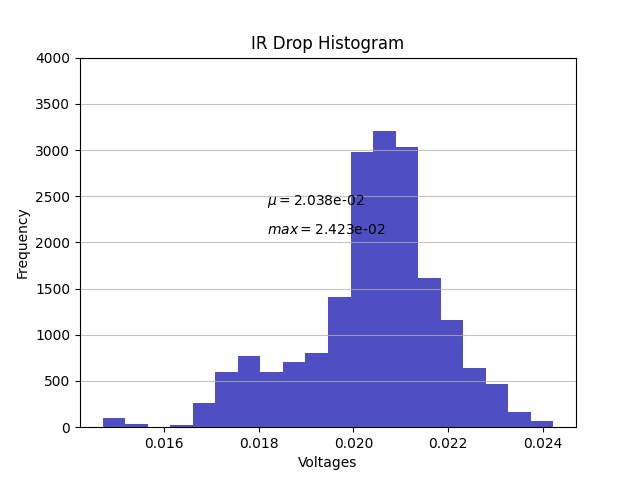 IR Drop Histogram
4000
3500
3000
2500
2000
1500
1000
500
0
Frequency
μ = 2.038e-02
max = 2.423e-02
0.016 0.018 0.020 0.022 0.024
Voltages